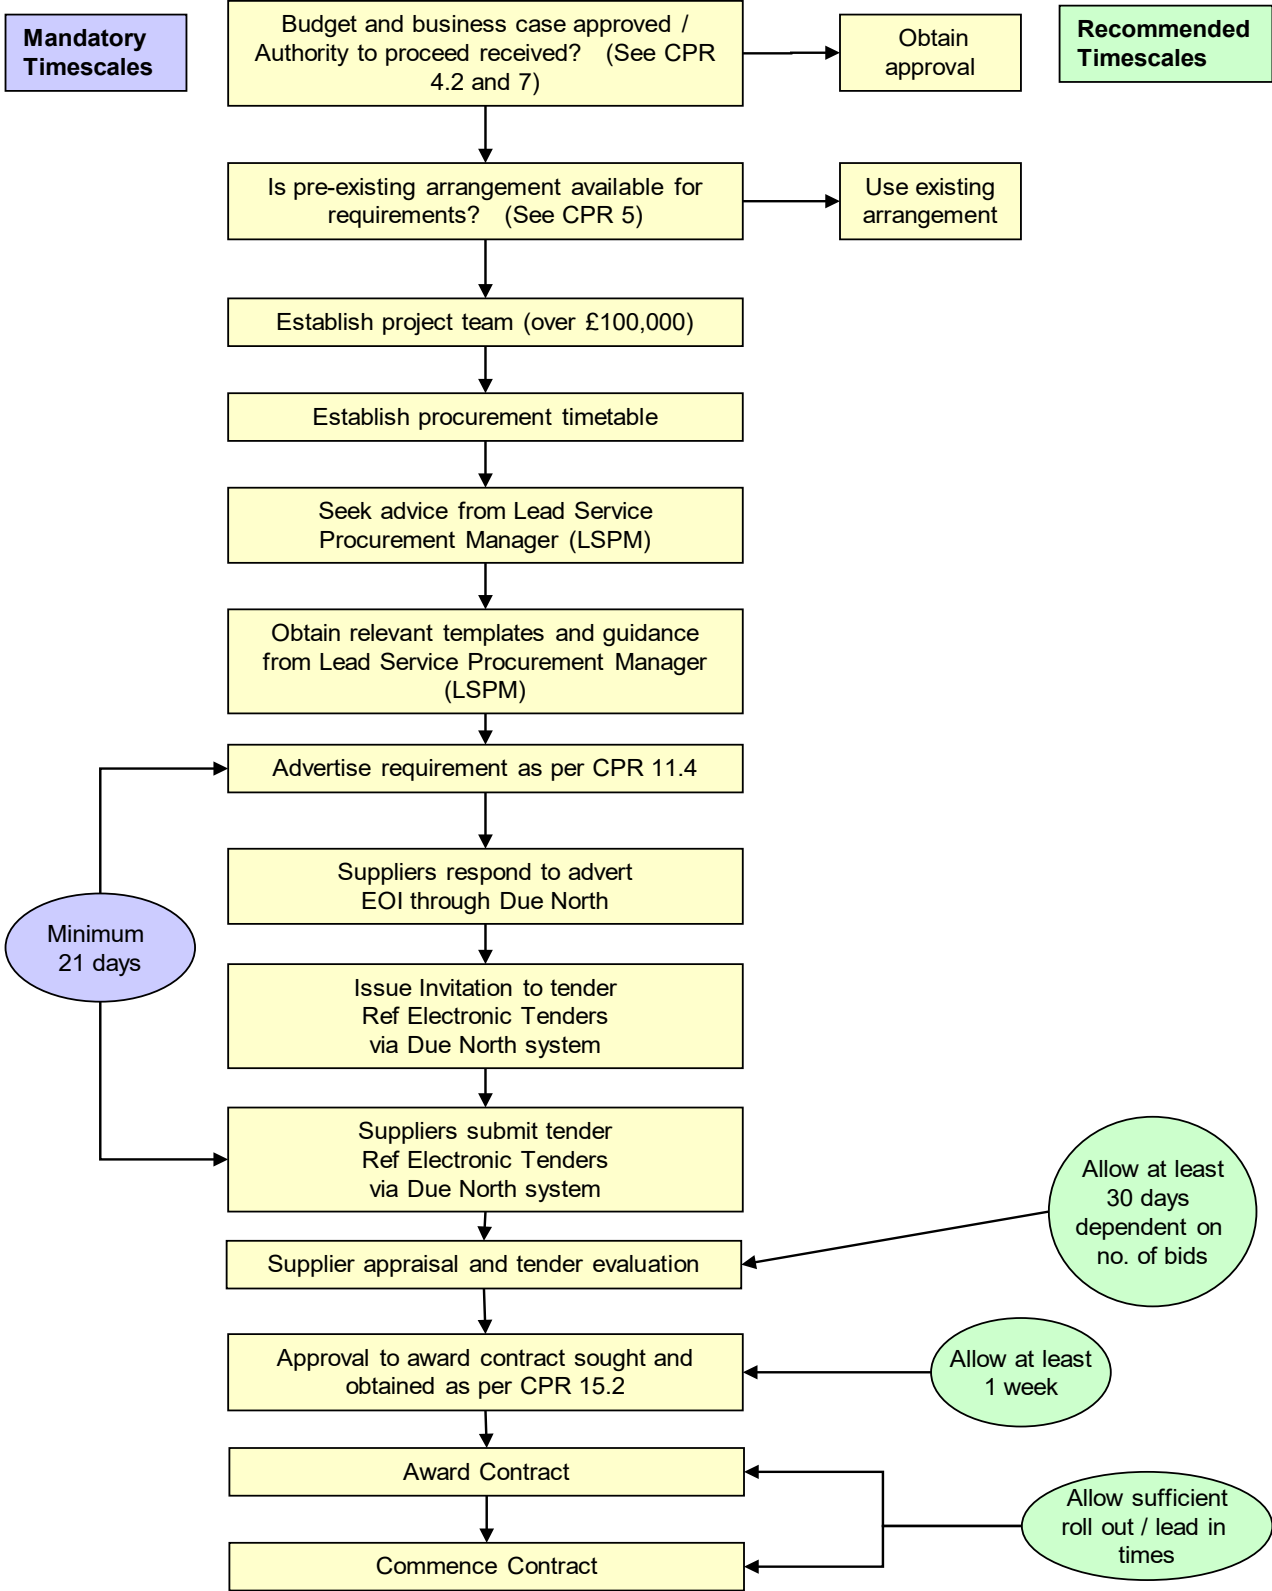 Mandatory
Timescales
Budget and business case approved /
Authority to proceed received? (See CPR
4.2 and 7)
Obtain
approval
Recommended
Timescales
Is pre-existing arrangement available for
requirements? (See CPR 5)
Use existing
arrangement
Establish project team (over £100,000)
Establish procurement timetable
Seek advice from Lead Service
Procurement Manager (LSPM)
Obtain relevant templates and guidance
from Lead Service Procurement Manager
(LSPM)
Advertise requirement as per CPR 11.4
Suppliers respond to advert
EOI through Due North
Minimum
21 days
Issue Invitation to tender
Ref Electronic Tenders
via Due North system
Suppliers submit tender
Ref Electronic Tenders
via Due North system
Allow at least
30 days
dependent on
no. of bids
Supplier appraisal and tender evaluation
Approval to award contract sought and
obtained as per CPR 15.2
Allow at least
1 week
Award Contract
Allow sufficient
roll out / lead in
times
Commence Contract